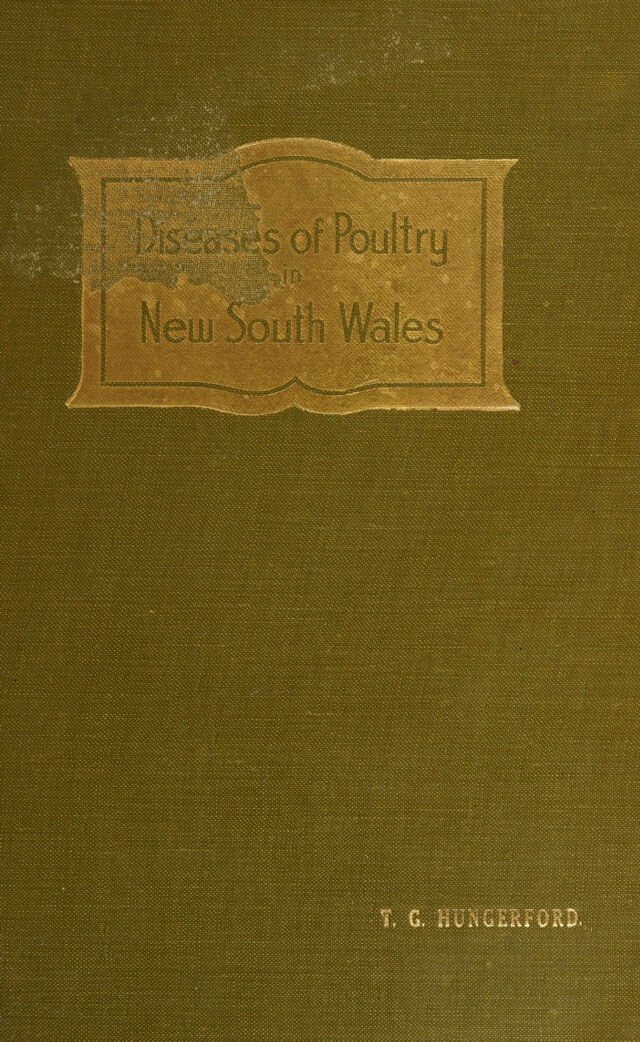 Diseases of Poultry
in
New South Wales
T. G. HUNGERFORD.